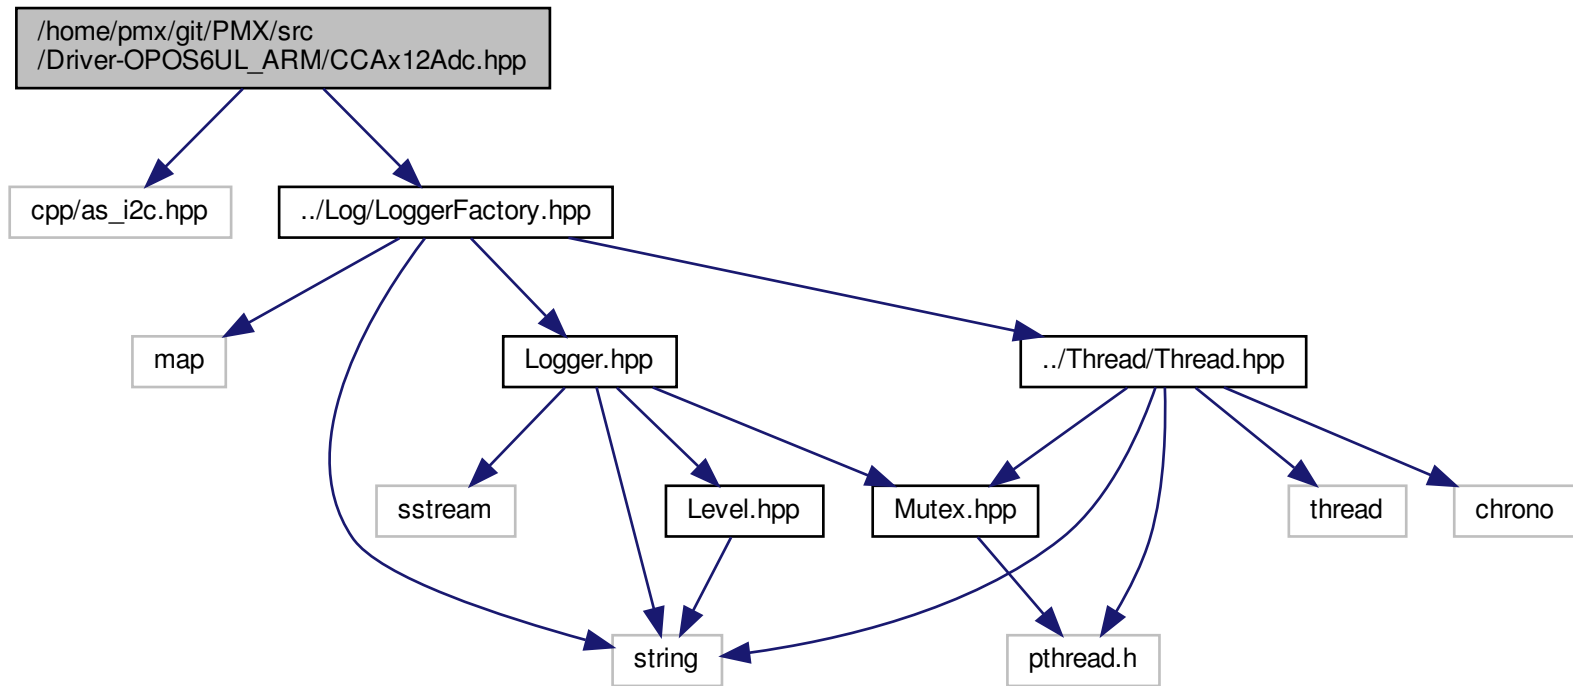 /home/pmx/git/PMX/src
/Driver-OPOS6UL_ARM/CCAx12Adc.hpp
cpp/as_i2c.hpp
../Log/LoggerFactory.hpp
map
Logger.hpp
../Thread/Thread.hpp
sstream
Level.hpp
Mutex.hpp
thread
chrono
string
pthread.h